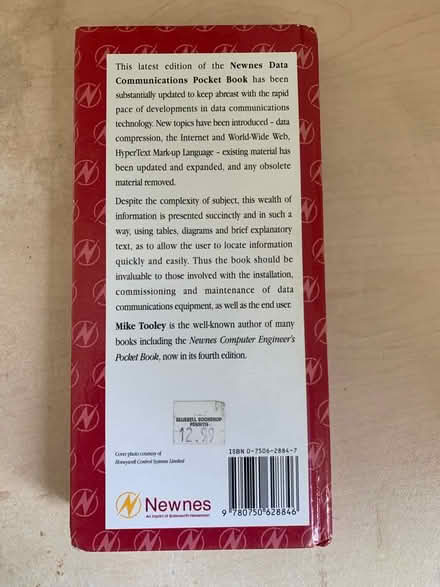 This latest edition of the Newnes Data
Communications Pocket Book has been
substantially updated to keep abreast with the rapid
pace of developments in data communications
technology. New topics have been introduced – data
compression, the Internet and World-Wide Web,
HyperText Mark-up Language – existing material has
been updated and expanded, and any obsolete
material removed.
Despite the complexity of subject, this wealth of
information is presented succinctly and in such a
way, using tables, diagrams and brief explanatory
text, as to allow the user to locate information
quickly and easily. Thus the book should be
invaluable to those involved with the installation,
commissioning and maintenance of data
communications equipment, as well as the end user.
Mike Tooley is the well-known author of many
books including the Newnes Computer Engineer's
Pocket Book, now in its fourth edition.
BLUEBELL BOOKSHOP
PENRITH
12.99
Cover photo courtesy of
Honeywell Control Systems Limited
ISBN 0-7506-2884-7
9 780750 628846
Newnes
An imprint of Butterworth-Heinemann